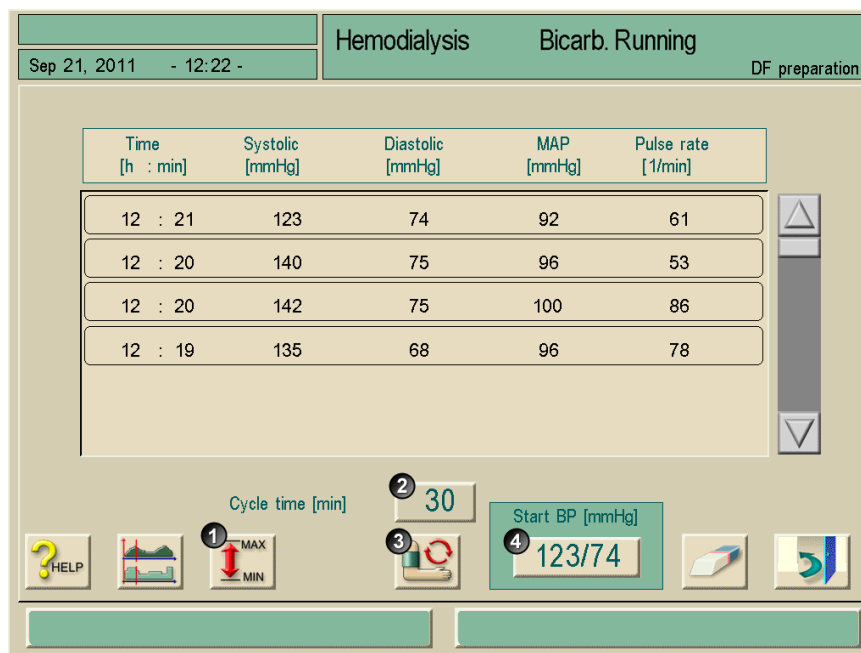 Hemodialysis Bicarb. Running
Sep 21, 2011 - 12:22 -
DF preparation
Time Systolic Diastolic MAP Pulse rate
[h : min] [mmHg] [mmHg] [mmHg] [1/min]
12 : 21 123 74 92 61
12 : 20 140 75 96 53
12 : 20 142 75 100 86
12 : 19 135 68 96 78
Cycle time [min] 2 30
Start BP [mmHg]
HELP
1 MAX
MIN
3
4 123/74